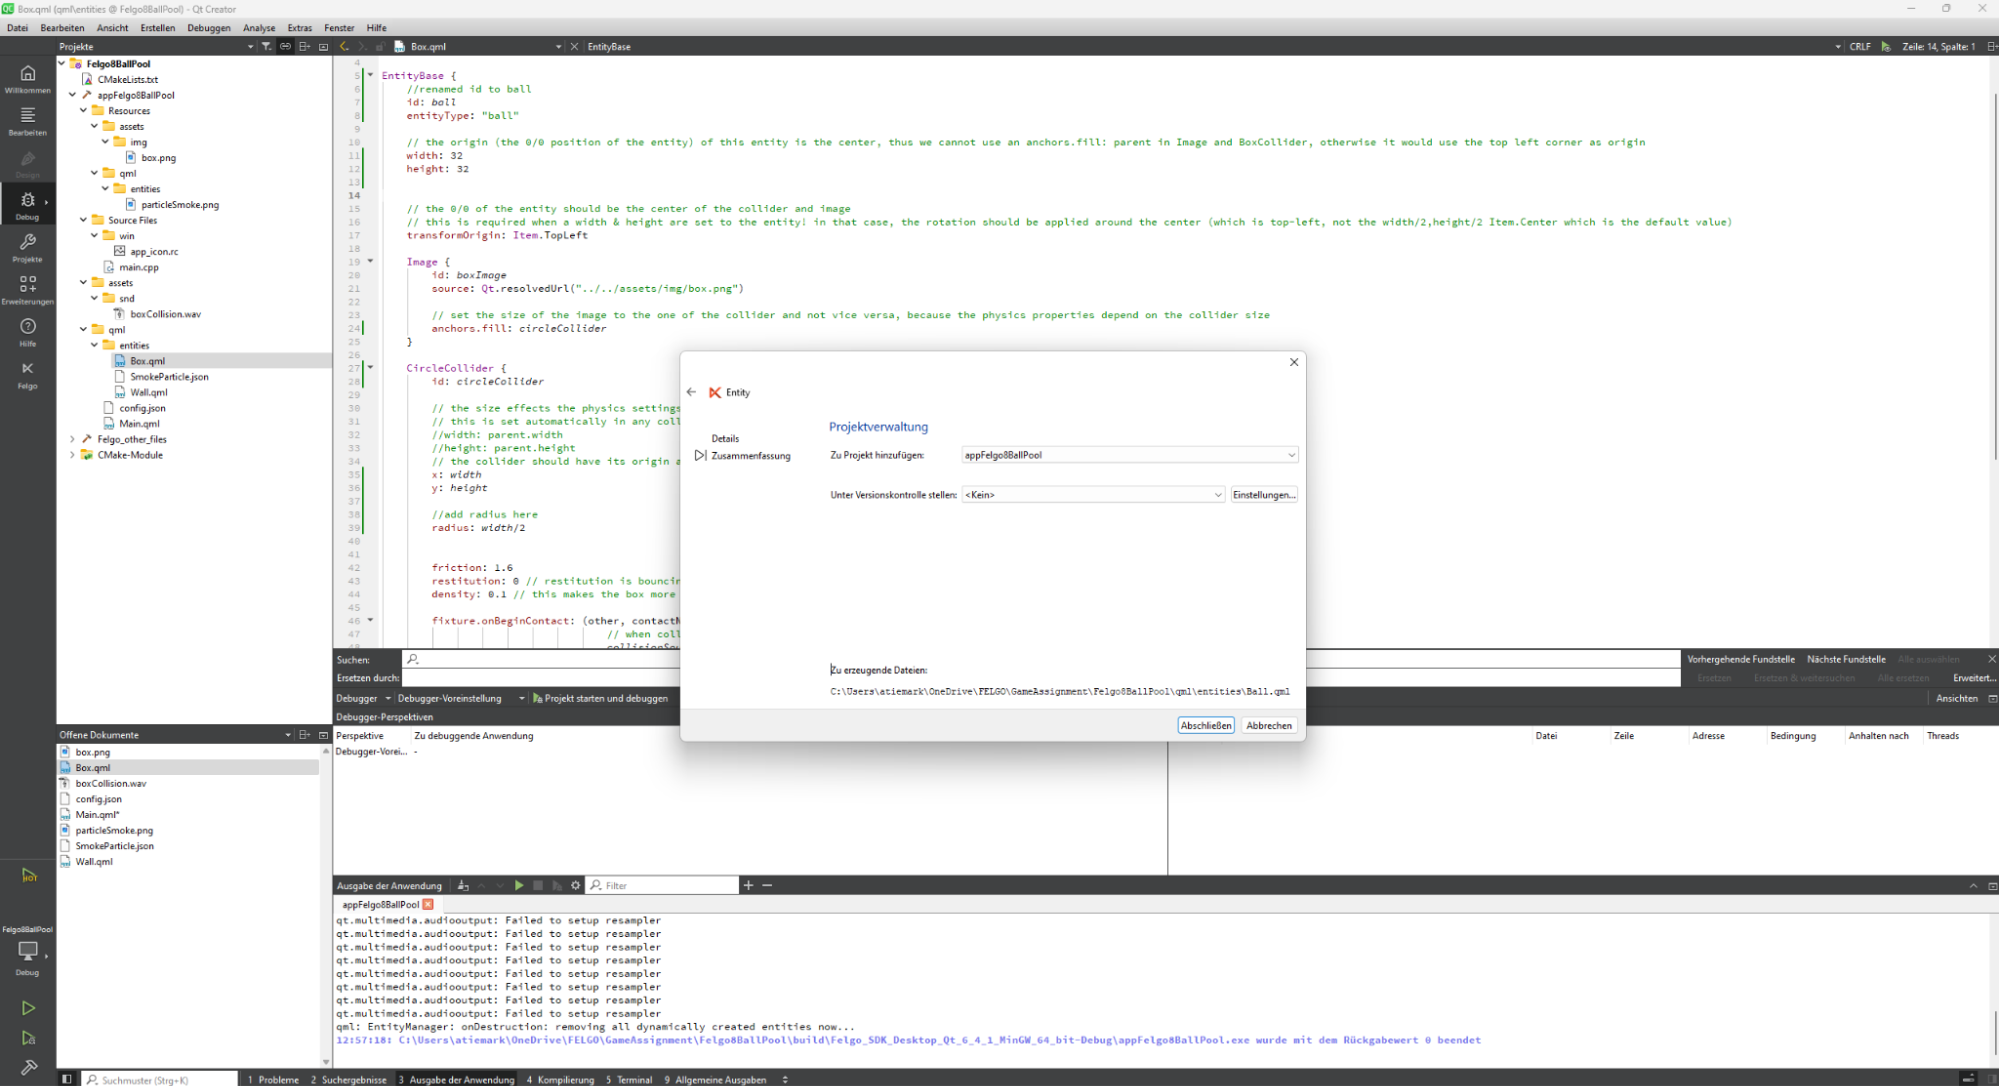 Box.qml (qml\entities @ Felgo8BallPool) - Qt Creator
Datei Bearbeiten Ansicht Erstellen Debuggen Analyse Extras Fenster Hilfe
Projekte
Box.qml
EntityBase
CRLF
Zeile: 14, Spalte: 1
Willkommen
Bearbeiten
Design
Debug
Projekte
Erweiterungen
Hilfe
Felgo
Felgo8BallPool
CMakeLists.txt
appFelgo8BallPool
Resources
assets
img
box.png
qml
entities
particleSmoke.png
Source Files
win
app_icon.rc
main.cpp
assets
snd
boxCollision.wav
qml
entities
Box.qml
SmokeParticle.json
Wall.qml
config.json
Main.qml
Felgo_other_files
CMake-Module
4
5 EntityBase {
6 //renamed id to ball
7 id: ball
8 entityType: "ball"
9
10 // the origin (the 0/0 position of the entity) of this entity is the center, thus we cannot use an anchors.fill: parent in Image and BoxCollider, otherwise it would use the top left corner as origin
11 width: 32
12 height: 32
13
14
15 // the 0/0 of the entity should be the center of the collider and image
16 // this is required when a width & height are set to the entity! in that case, the rotation should be applied around the center (which is top-left, not the width/2,height/2 Item.Center which is the default value)
17 transformOrigin: Item.TopLeft
18
19 Image {
20 id: boxImage
21 source: Qt.resolvedUrl("../../assets/img/box.png")
22
23 // set the size of the image to the one of the collider and not vice versa, because the physics properties depend on the collider size
24 anchors.fill: circleCollider
25 }
26
27 CircleCollider {
28 id: circleCollider
29
30 // the size effects the physics settings
31 // this is set automatically in any coll
32 //width: parent.width
33 //height: parent.height
34 // the collider should have its origin a
35 x: width
36 y: height
37
38 //add radius here
39 radius: width/2
40
41
42 friction: 1.6
43 restitution: 0 // restitution is bouncin
44 density: 0.1 // this makes the box more
45
46 fixture.onBeginContact: (other, contactN
47 // when coll
48 collisionSou
Entity
Details
Zusammenfassung
Projektverwaltung
Zu Projekt hinzufügen: appFelgo8BallPool
Unter Versionskontrolle stellen: <Kein> Einstellungen...
Zu erzeugende Dateien:
C:\Users\atiemark\OneDrive\FELGO\GameAssignment\Felgo8BallPool\qml\entities\Ball.qml
Abschließen Abbrechen
Suchen:
Ersetzen durch:
Vorhergehende Fundstelle Nächste Fundstelle Alle auswählen
Ersetzen Ersetzen & weitersuchen Alle ersetzen Erweitert...
Debugger Debugger-Voreinstellung Projekt starten und debuggen
Ansichten
Debugger-Perspektiven
Perspektive Zu debuggende Anwendung
Debugger-Vorei... -
Datei Zeile Adresse Bedingung Anhalten nach Threads
Offene Dokumente
box.png
Box.qml
boxCollision.wav
config.json
Main.qml*
particleSmoke.png
SmokeParticle.json
Wall.qml
HOT
Felgo8BallPool
Debug
Ausgabe der Anwendung
Filter
appFelgo8BallPool
qt.multimedia.audiooutput: Failed to setup resampler
qt.multimedia.audiooutput: Failed to setup resampler
qt.multimedia.audiooutput: Failed to setup resampler
qt.multimedia.audiooutput: Failed to setup resampler
qt.multimedia.audiooutput: Failed to setup resampler
qt.multimedia.audiooutput: Failed to setup resampler
qt.multimedia.audiooutput: Failed to setup resampler
qt.multimedia.audiooutput: Failed to setup resampler
qml: EntityManager: onDestruction: removing all dynamically created entities now...
12:57:18: C:\Users\atiemark\OneDrive\FELGO\GameAssignment\Felgo8BallPool\build\Felgo_SDK_Desktop_Qt_6_4_1_MinGW_64_bit-Debug\appFelgo8BallPool.exe wurde mit dem Rückgabewert 0 beendet
Suchmuster (Strg+K)
1 Probleme 2 Suchergebnisse 3 Ausgabe der Anwendung 4 Kompilierung 5 Terminal 9 Allgemeine Ausgaben